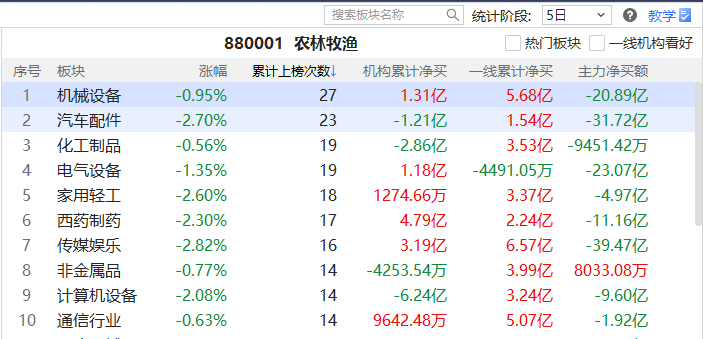 搜索板块名称 统计阶段: 5日 ? 教学
880001 农林牧渔 热门板块 一线机构看好
序号 板块 涨幅 累计上榜次数↓ 机构累计净买 一线累计净买 主力净买额
1 机械设备 -0.95% 27 1.31亿 5.68亿 -20.89亿
2 汽车配件 -2.70% 23 -1.21亿 1.54亿 -31.72亿
3 化工制品 -0.56% 19 -2.86亿 3.53亿 -9451.42万
4 电气设备 -1.35% 19 1.18亿 -4491.05万 -23.07亿
5 家用轻工 -2.60% 18 1274.66万 3.37亿 -4.97亿
6 西药制药 -2.30% 17 4.79亿 2.24亿 -11.16亿
7 传媒娱乐 -2.82% 16 3.19亿 6.57亿 -39.47亿
8 非金属品 -0.77% 14 -4253.54万 3.99亿 8033.08万
9 计算机设备 -2.08% 14 -6.24亿 3.24亿 -9.60亿
10 通信行业 -0.63% 14 9642.48万 5.07亿 -1.92亿